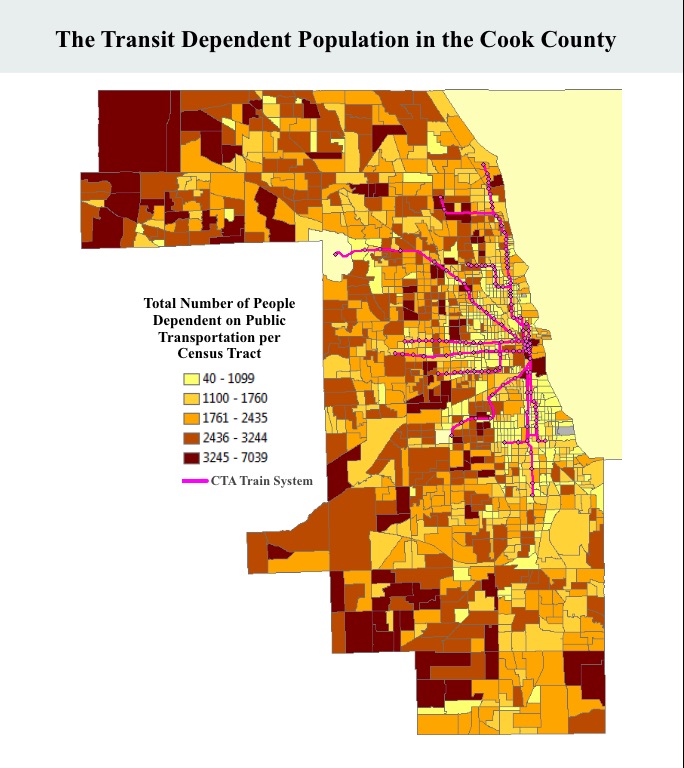 The Transit Dependent Population in the Cook County
Total Number of People
Dependent on Public
Transportation per
Census Tract
40 - 1099
1100 - 1760
1761 - 2435
2436 - 3244
3245 - 7039
CTA Train System